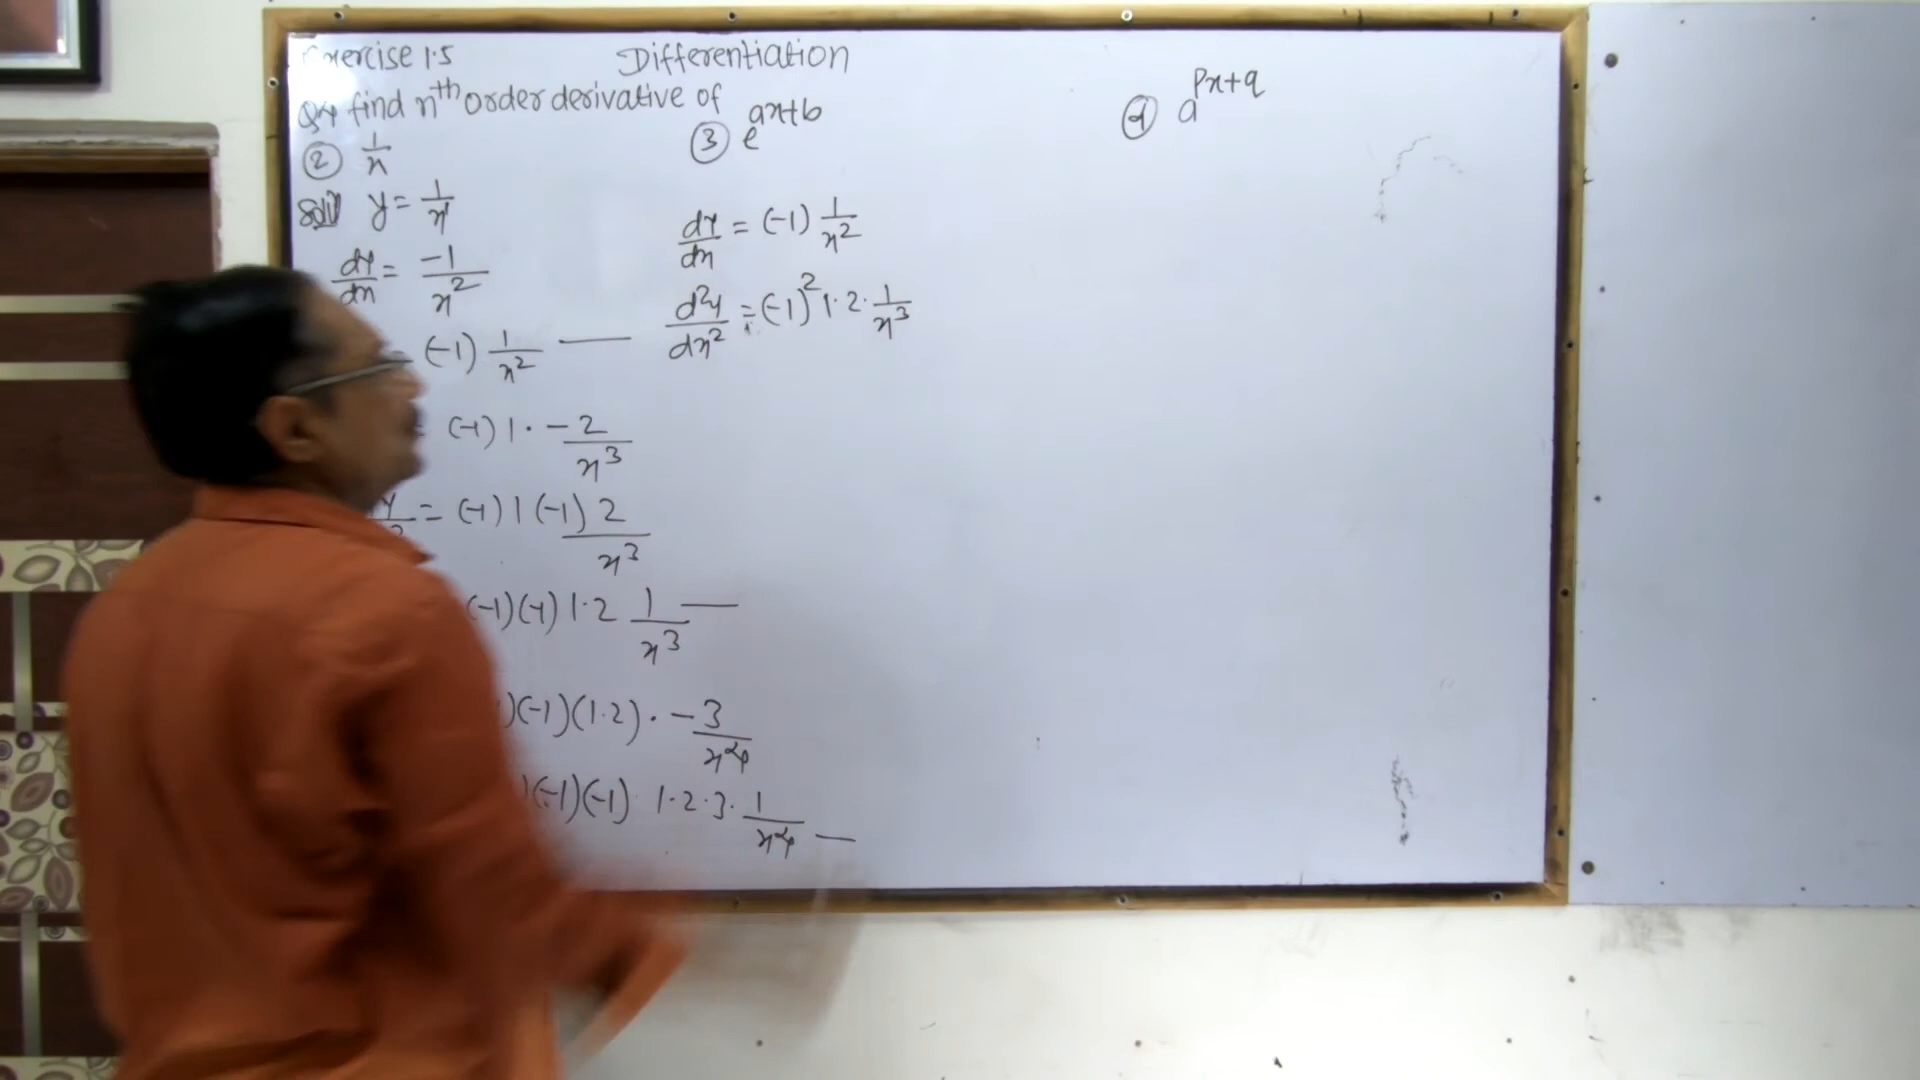 Exercise 1.5 Differentiation
Q4 find nth order derivative of
② 1/x
Solⁿ y = 1/x
dy/dx = -1/x²
(-1) 1/x² —
(-1) 1 · -2/x³
= (-1) 1 (-1) 2/x³
(-1)(-1) 1·2 1/x³ —
)(-1)(1·2) · -3/x⁴
)(-1)(-1) 1·2·3· 1/x⁴ —
③ e^(ax+b)
dy/dx = (-1) 1/x²
d²y/dx² = (-1)² 1·2· 1/x³
④ a^(px+q)